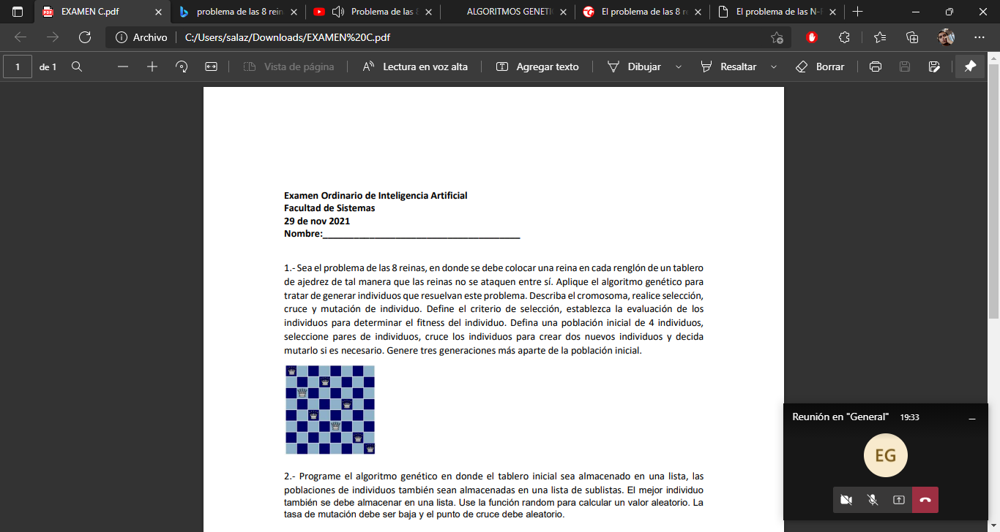 EXAMEN C.pdf
problema de las 8 rein
Problema de las
ALGORITMOS GENETI
El problema de las 8 r
El problema de las N-
Archivo
C:/Users/salaz/Downloads/EXAMEN%20C.pdf
1
de 1
Vista de página
Lectura en voz alta
Agregar texto
Dibujar
Resaltar
Borrar
Examen Ordinario de Inteligencia Artificial
Facultad de Sistemas
29 de nov 2021
Nombre:________________________________________
1.- Sea el problema de las 8 reinas, en donde se debe colocar una reina en cada renglón de un tablero
de ajedrez de tal manera que las reinas no se ataquen entre sí. Aplique el algoritmo genético para
tratar de generar individuos que resuelvan este problema. Describa el cromosoma, realice selección,
cruce y mutación de individuo. Define el criterio de selección, establezca la evaluación de los
individuos para determinar el fitness del individuo. Defina una población inicial de 4 individuos,
seleccione pares de individuos, cruce los individuos para crear dos nuevos individuos y decida
mutarlo si es necesario. Genere tres generaciones más aparte de la población inicial.
2.- Programe el algoritmo genético en donde el tablero inicial sea almacenado en una lista, las
poblaciones de individuos también sean almacenadas en una lista de sublistas. El mejor individuo
también se debe almacenar en una lista. Use la función random para calcular un valor aleatorio. La
tasa de mutación debe ser baja y el punto de cruce debe aleatorio.
Reunión en "General" 19:33
EG